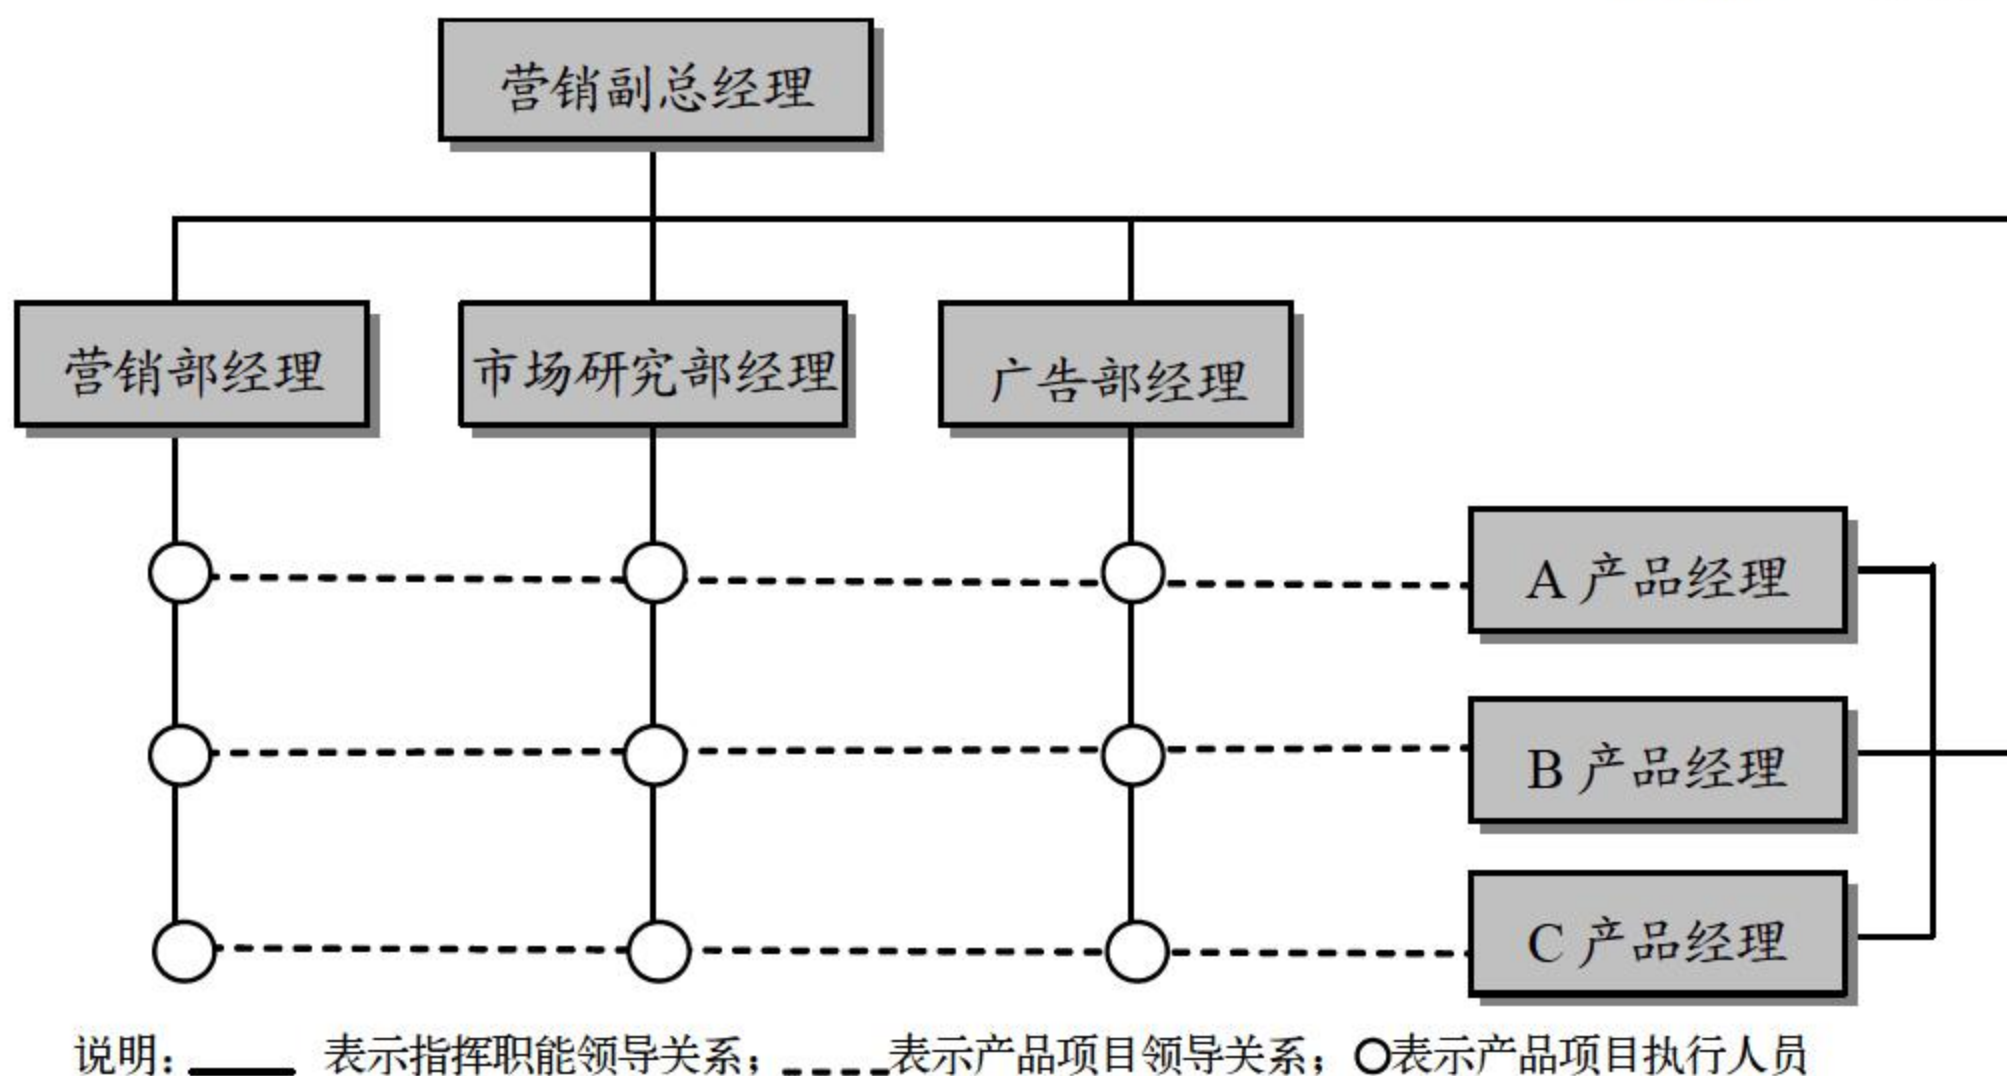 营销副总经理
营销部经理
市场研究部经理
广告部经理
A 产品经理
B 产品经理
C 产品经理
说明：表示指挥职能领导关系；表示产品项目领导关系；表示产品项目执行人员